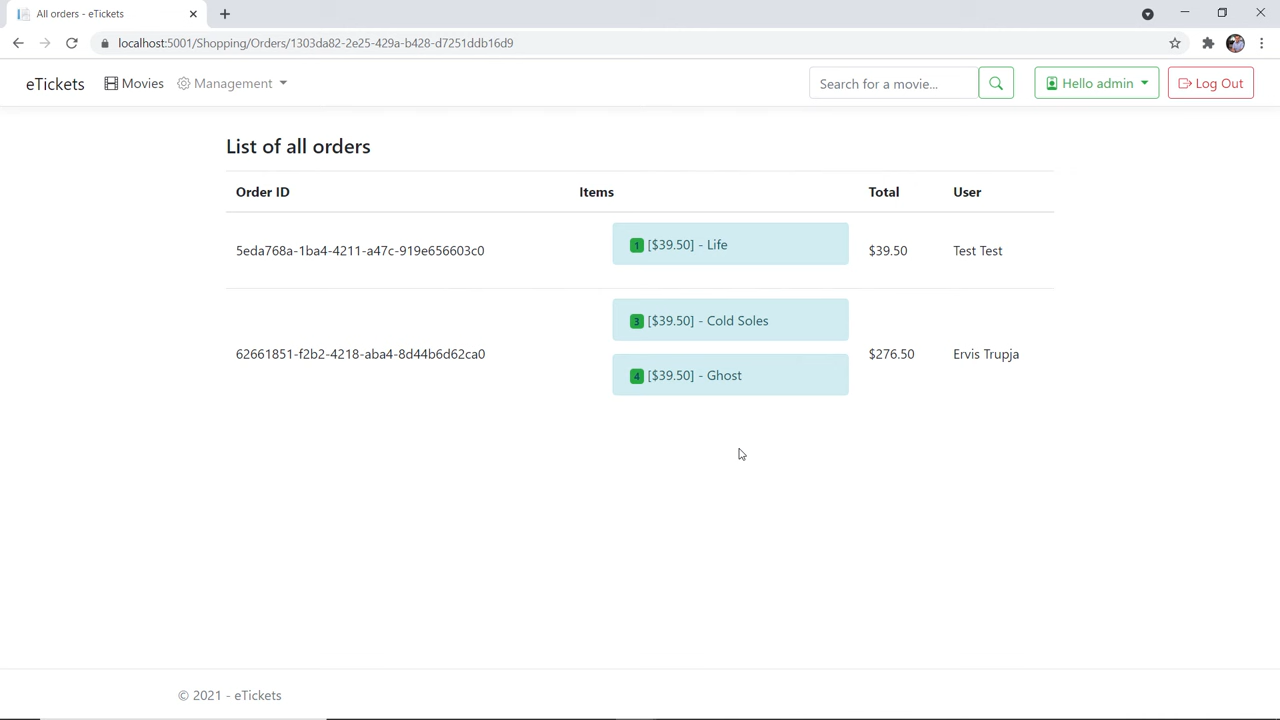 All orders - eTickets
localhost:5001/Shopping/Orders/1303da82-2e25-429a-b428-d7251ddb16d9
eTickets Movies Management Search for a movie... Hello admin Log Out
List of all orders
Order ID Items Total User
5eda768a-1ba4-4211-a47c-919e656603c0 1 [$39.50] - Life $39.50 Test Test
3 [$39.50] - Cold Soles
62661851-f2b2-4218-aba4-8d44b6d62ca0 $276.50 Ervis Trupja
4 [$39.50] - Ghost
© 2021 - eTickets